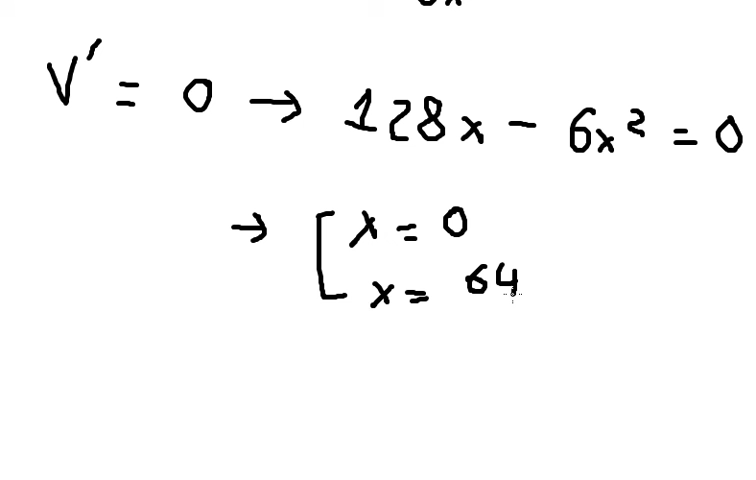 V' = 0 → 128x - 6x² = 0
→ [ x = 0
x = 64